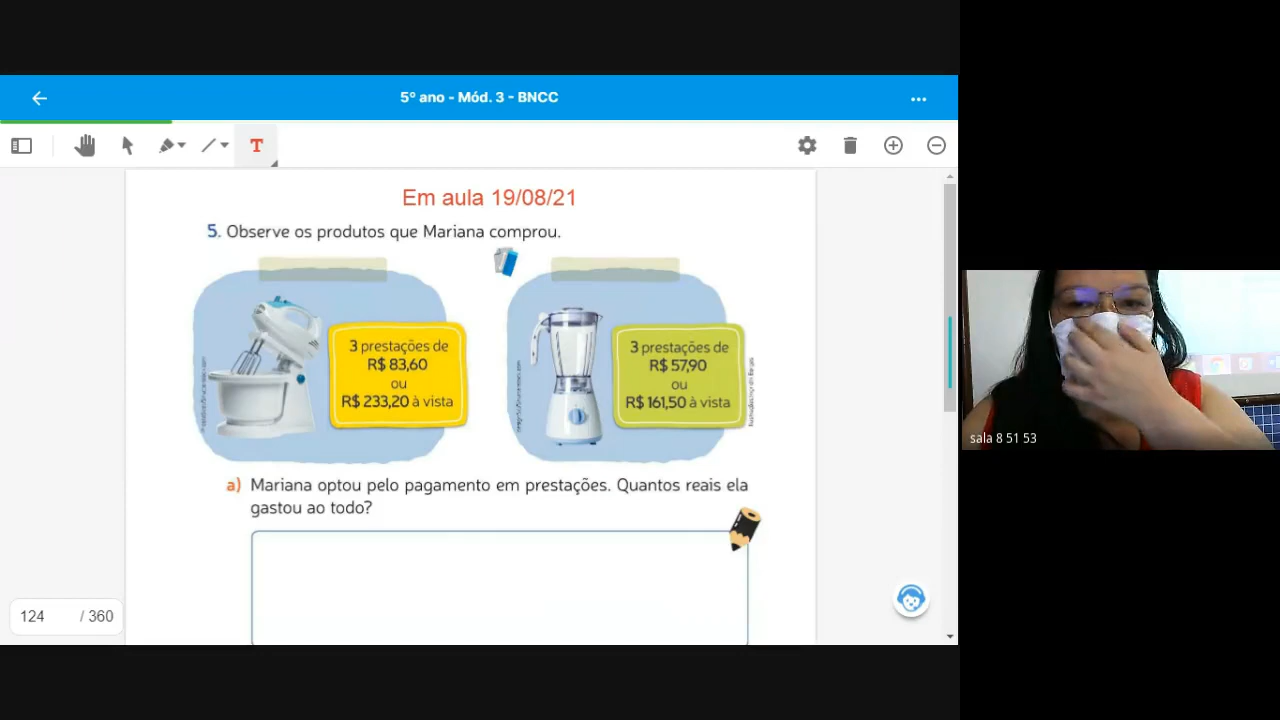 5º ano - Mód. 3 - BNCC
T
Em aula 19/08/21
5. Observe os produtos que Mariana comprou.
3 prestações de
R$ 83,60
ou
R$ 233,20 à vista
3 prestações de
R$ 57,90
ou
R$ 161,50 à vista
a) Mariana optou pelo pagamento em prestações. Quantos reais ela
gastou ao todo?
124 / 360
sala 8 51 53